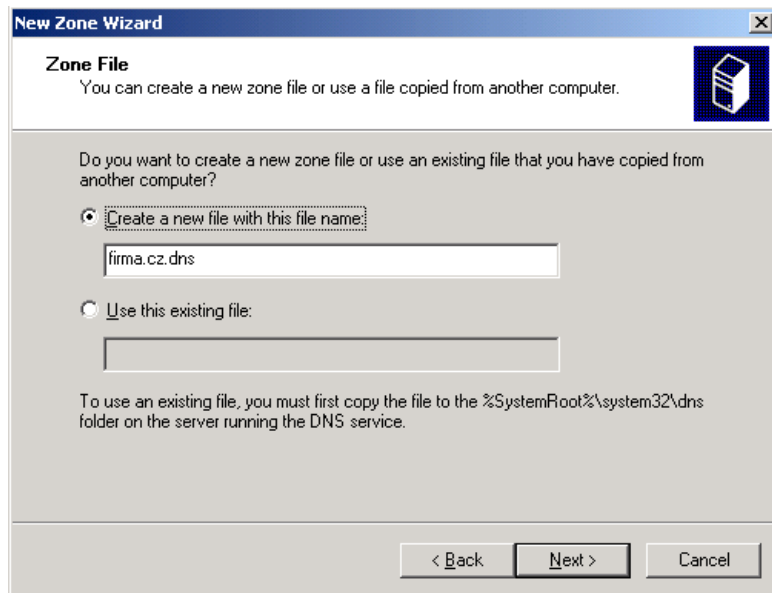 New Zone Wizard
Zone File
You can create a new zone file or use a file copied from another computer.
Do you want to create a new zone file or use an existing file that you have copied from
another computer?
Create a new file with this file name:
firma.cz.dns
Use this existing file:
To use an existing file, you must first copy the file to the %SystemRoot%\system32\dns
folder on the server running the DNS service.
< Back Next > Cancel